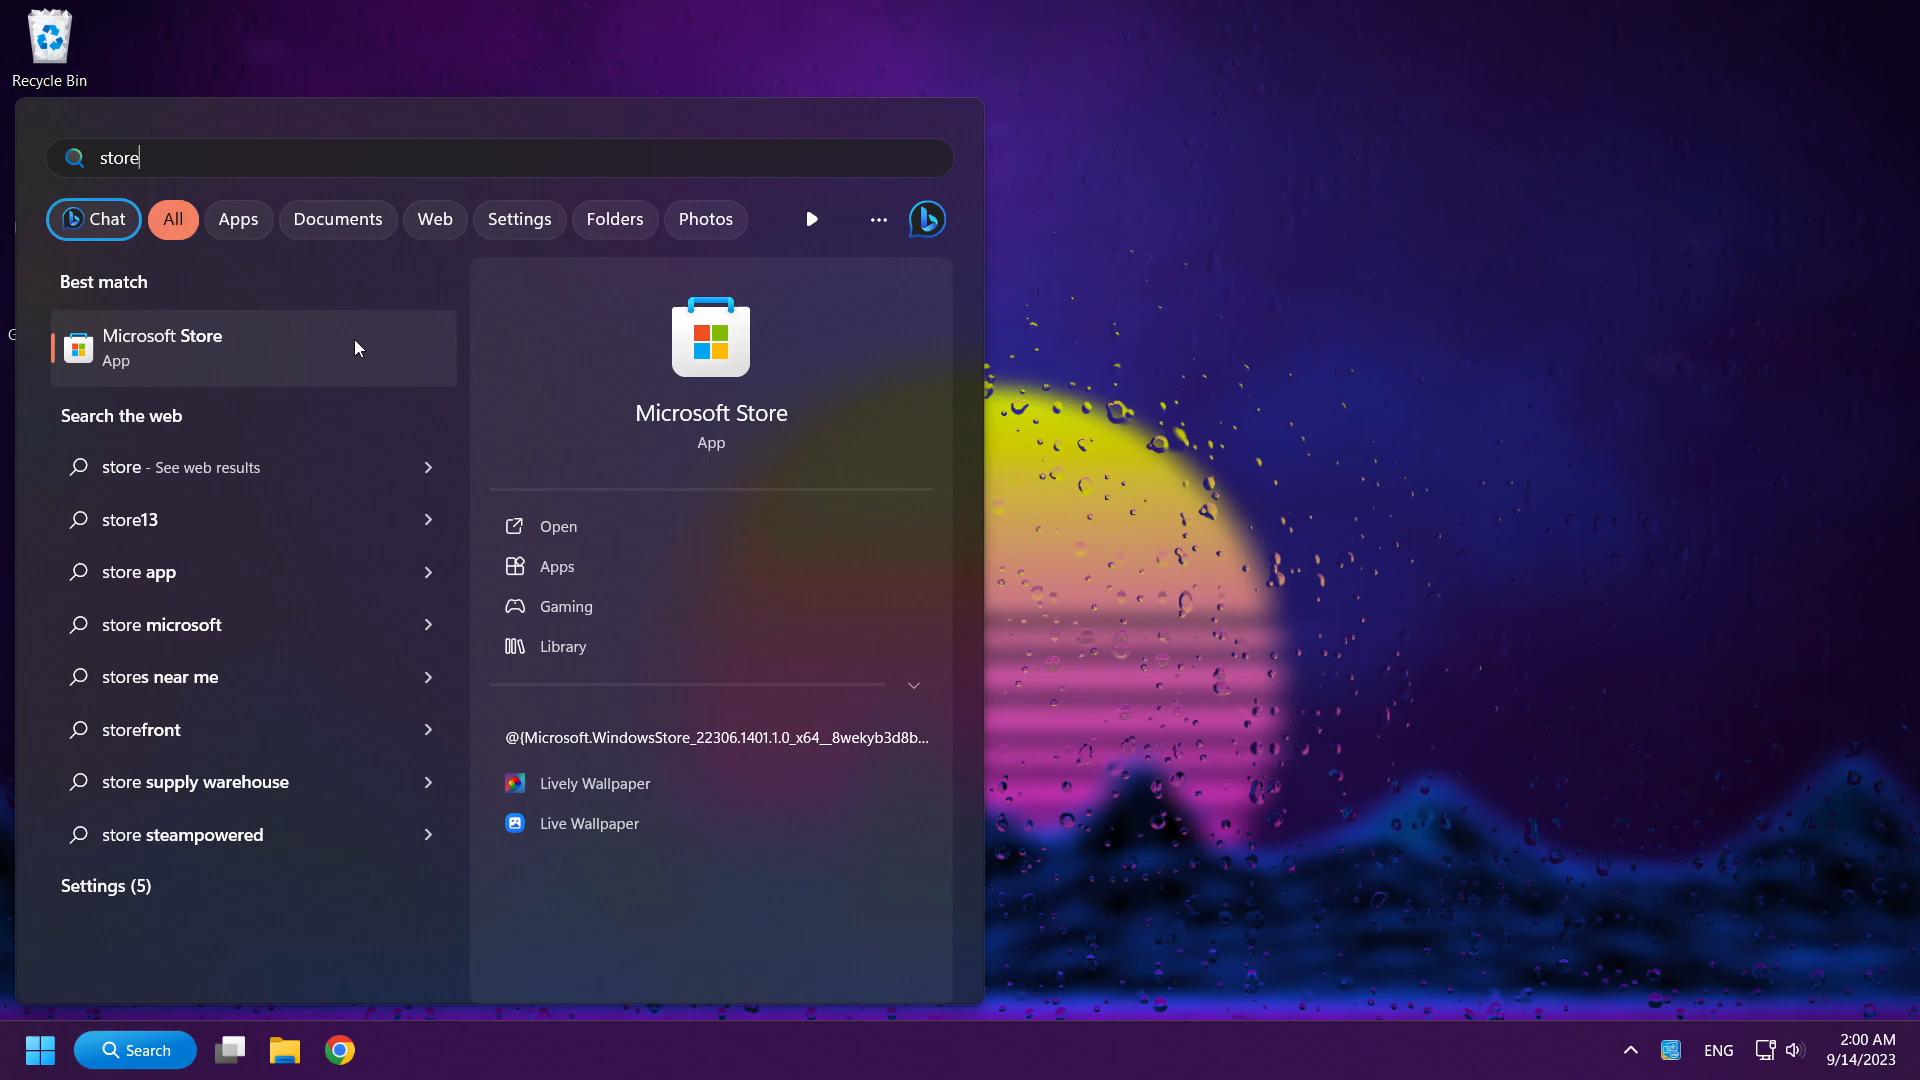 Recycle Bin
store
Chat
All
Apps
Documents
Web
Settings
Folders
Photos
Best match
Microsoft Store
App
Search the web
store - See web results
store13
store app
store microsoft
stores near me
storefront
store supply warehouse
store steampowered
Settings (5)
Microsoft Store
App
Open
Apps
Gaming
Library
@{Microsoft.WindowsStore_22306.1401.1.0_x64__8wekyb3d8b...
Lively Wallpaper
Live Wallpaper
Search
ENG
2:00 AM
9/14/2023